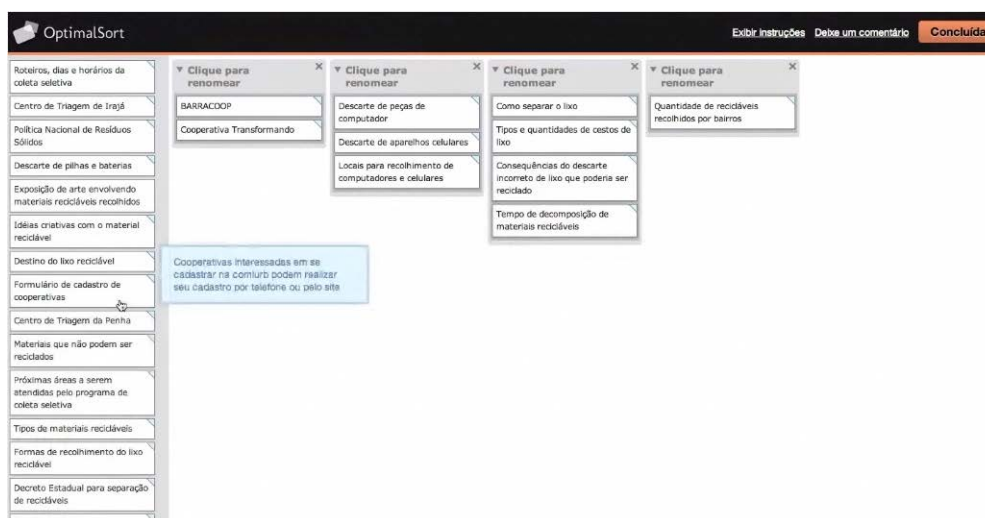 OptimalSort
Exibir instruções
Deixe um comentário
Concluída
Roteiros, dias e horários da
coleta seletiva
Centro de Triagem de Irajá
Política Nacional de Resíduos
Sólidos
Descarte de pilhas e baterias
Exposição de arte envolvendo
materiais recicláveis recolhidos
Idéias criativas com o material
reciclável
Destino do lixo reciclável
Formulário de cadastro de
cooperativas
Centro de Triagem da Penha
Materiais que não podem ser
reciclados
Próximas áreas a serem
atendidas pelo programa de
coleta seletiva
Tipos de materiais recicláveis
Formas de recolhimento do lixo
reciclável
Decreto Estadual para separação
de recicláveis
Clique para
renomear
BARRACOOP
Cooperativa Transformando
Clique para
renomear
Descarte de peças de
computador
Descarte de aparelhos celulares
Locais para recolhimento de
computadores e celulares
Clique para
renomear
Como separar o lixo
Tipos e quantidades de cestos de
lixo
Consequências do descarte
incorreto de lixo que poderia ser
reciclado
Tempo de decomposição de
materiais recicláveis
Clique para
renomear
Quantidade de recicláveis
recolhidos por bairros
Cooperativas interessadas em se
cadastrar na comlurb podem realizar
seu cadastro por telefone ou pelo site